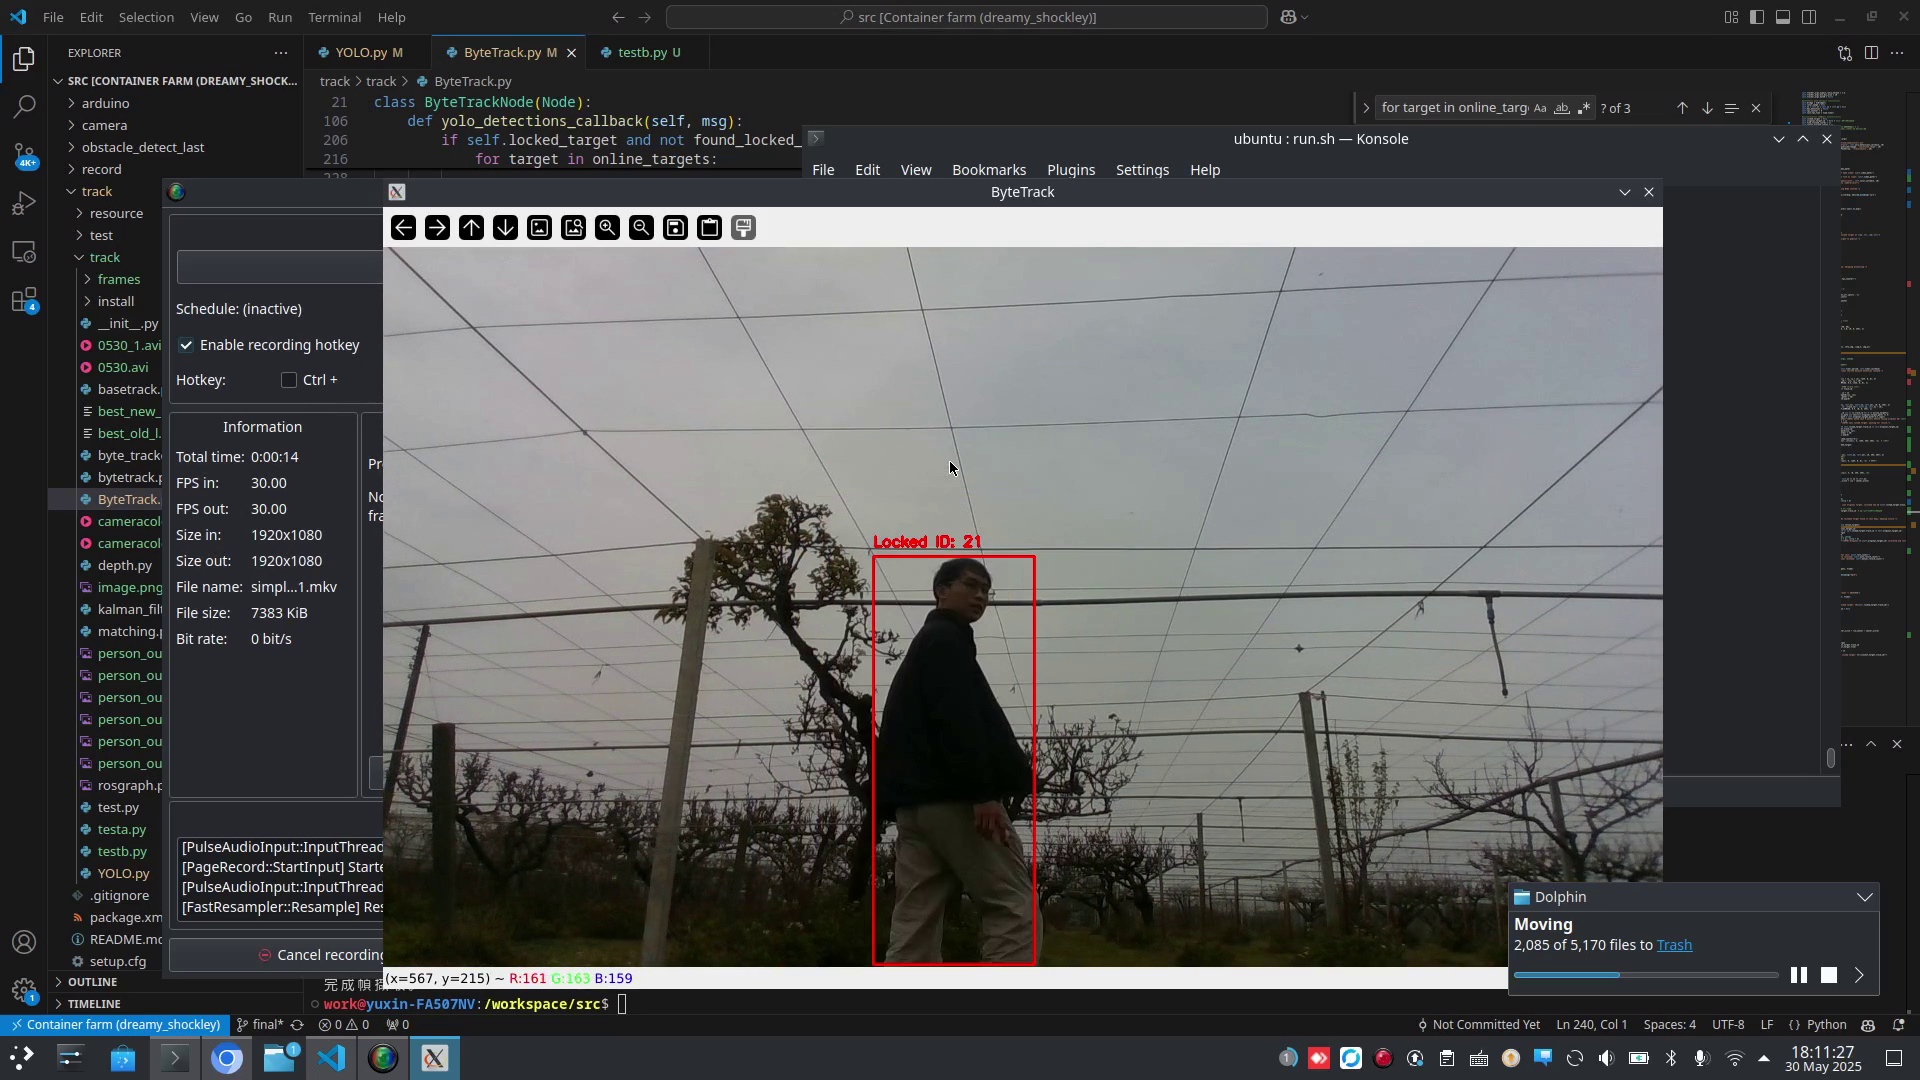 File Edit Selection View Go Run Terminal Help
src [Container farm (dreamy_shockley)]
EXPLORER
SRC [CONTAINER FARM (DREAMY_SHOCK...
arduino
camera
obstacle_detect_last
record
track
resource
test
track
frames
install
__init__.py
0530_1.avi
0530.avi
basetrack.
best_new_
best_old_l.
byte_track
bytetrack.p
ByteTrack.
cameracol
cameracol
depth.py
image.png
kalman_filt
matching.p
person_ou
person_ou
person_ou
person_ou
person_ou
person_ou
rosgraph.p
test.py
testa.py
testb.py
YOLO.py
.gitignore
package.xm
README.md
setup.cfg
OUTLINE
TIMELINE
4K+
4
1
YOLO.py M
ByteTrack.py M
testb.py U
track > track > ByteTrack.py
21 class ByteTrackNode(Node):
106 def yolo_detections_callback(self, msg):
206 if self.locked_target and not found_locked_
216 for target in online_targets:
for target in online_targ Aa ab ? of 3
ubuntu : run.sh — Konsole
File Edit View Bookmarks Plugins Settings Help
ByteTrack
Schedule: (inactive)
Enable recording hotkey
Hotkey: Ctrl +
Information
Total time: 0:00:14
FPS in: 30.00
FPS out: 30.00
Size in: 1920x1080
Size out: 1920x1080
File name: simpl...1.mkv
File size: 7383 KiB
Bit rate: 0 bit/s
Pr
No
fra
[PulseAudioInput::InputThread
[PageRecord::StartInput] Starte
[PulseAudioInput::InputThread
[FastResampler::Resample] Res
Cancel recording
Locked ID: 21
(x=567, y=215) ~ R:161 G:163 B:159
work@yuxin-FA507NV:/workspace/src$
Dolphin
Moving
2,085 of 5,170 files to Trash
Container farm (dreamy_shockley) final* 0 0 0
Not Committed Yet Ln 240, Col 1 Spaces: 4 UTF-8 LF Python
1
1
18:11:27
30 May 2025